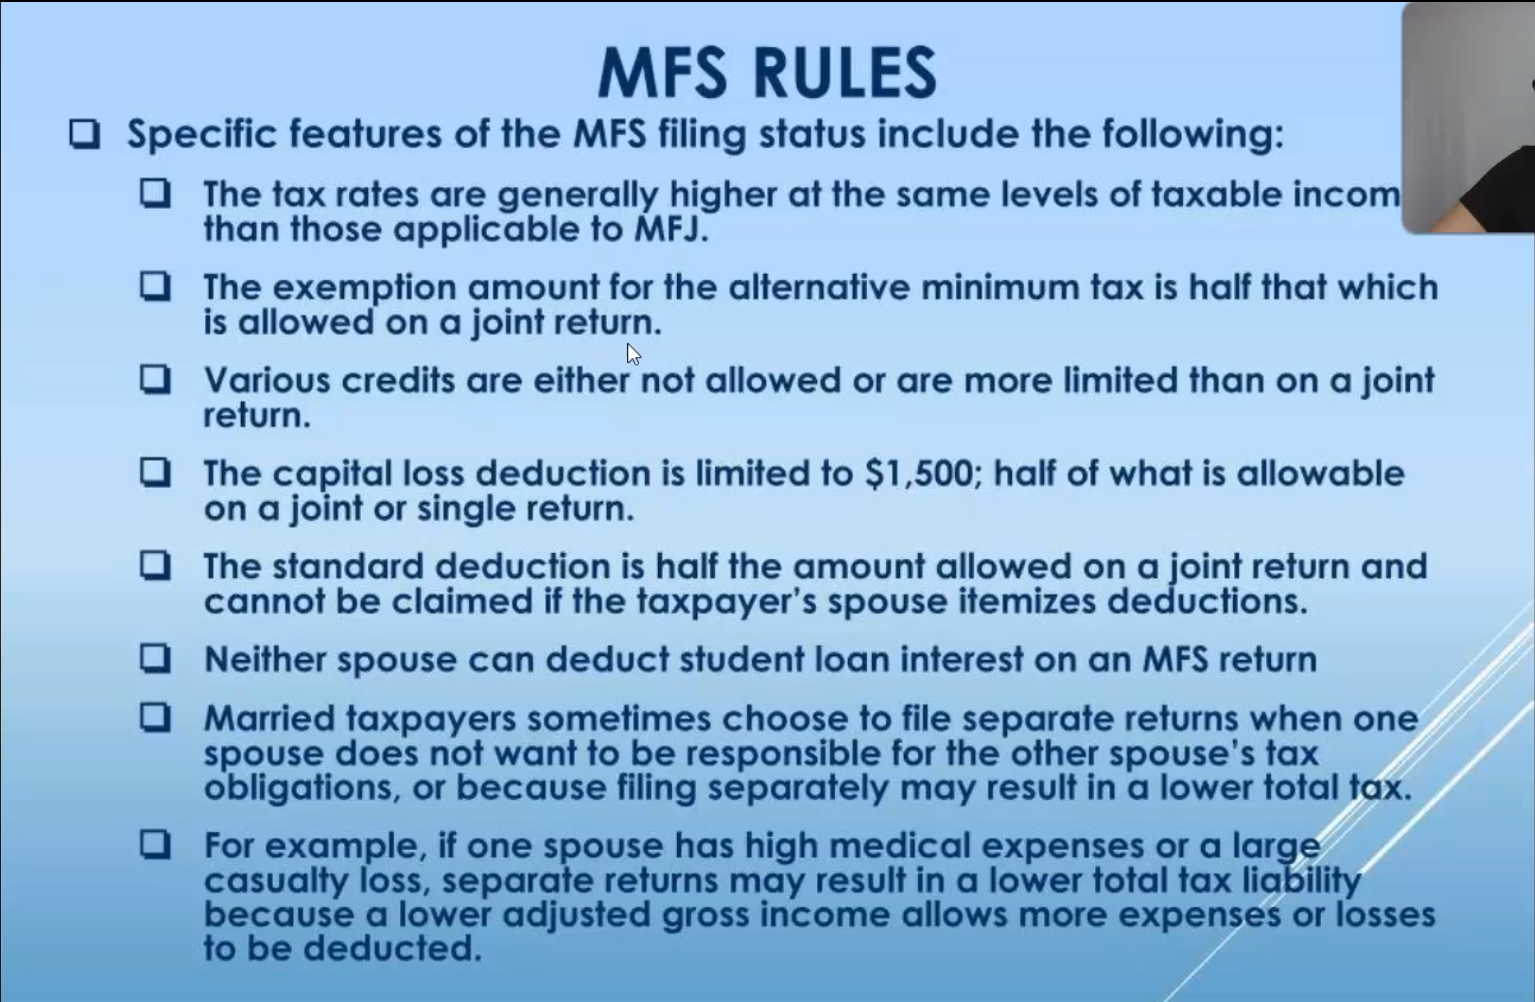 MFS RULES
Specific features of the MFS filing status include the following:
The tax rates are generally higher at the same levels of taxable incom
than those applicable to MFJ.
The exemption amount for the alternative minimum tax is half that which
is allowed on a joint return.
Various credits are either not allowed or are more limited than on a joint
return.
The capital loss deduction is limited to $1,500; half of what is allowable
on a joint or single return.
The standard deduction is half the amount allowed on a joint return and
cannot be claimed if the taxpayer's spouse itemizes deductions.
Neither spouse can deduct student loan interest on an MFS return
Married taxpayers sometimes choose to file separate returns when one
spouse does not want to be responsible for the other spouse's tax
obligations, or because filing separately may result in a lower total tax.
For example, if one spouse has high medical expenses or a large
casualty loss, separate returns may result in a lower total tax liability
because a lower adjusted gross income allows more expenses or losses
to be deducted.